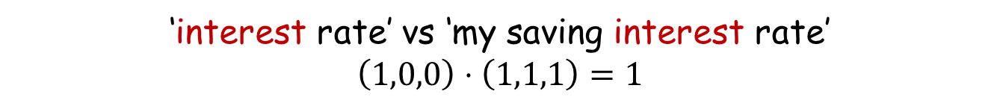 ‘interest rate’ vs ‘my saving interest rate’
(1,0,0) · (1,1,1) = 1